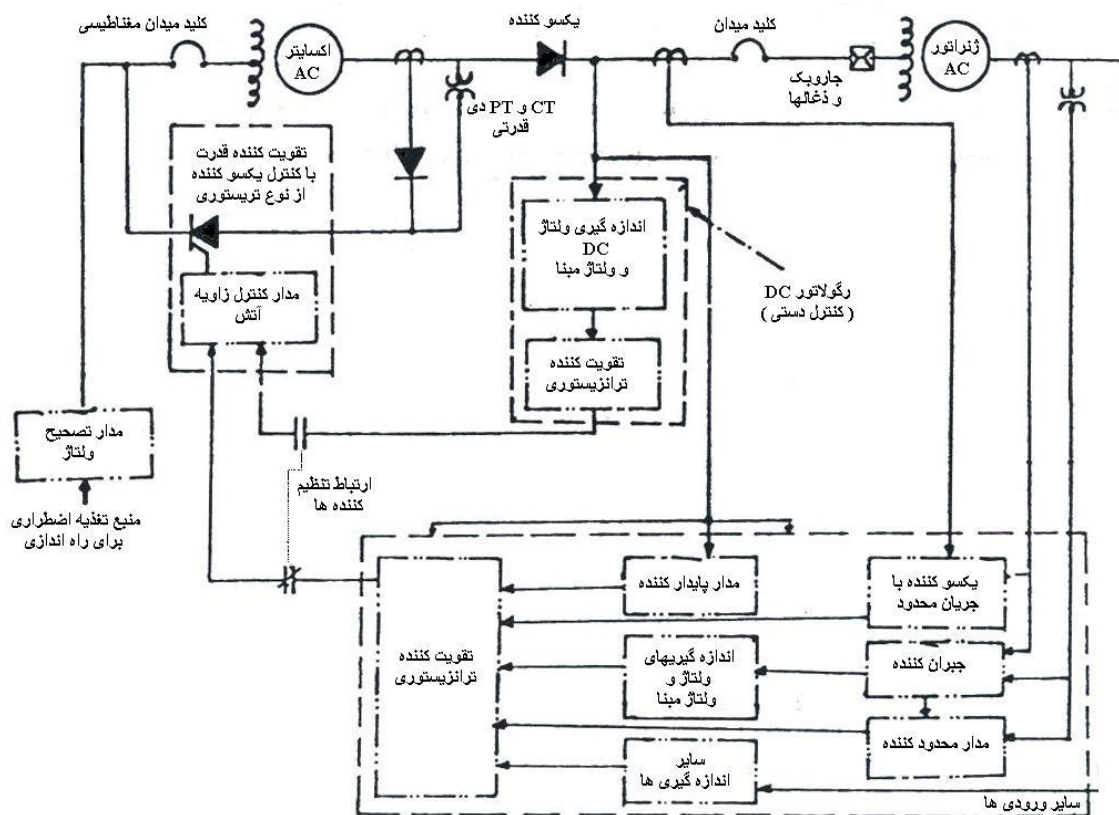 کلید میدان مغناطیسی
اکسایتر
AC
یکسو کننده
کلید میدان
ژنراتور
AC
جاروبک
و ذغالها
CT و PT دی
قدرتی
تقویت کننده قدرت
با کنترل یکسو کننده
از نوع تریستوری
مدار کنترل زاویه
آتش
اندازه گیری ولتاژ
DC
و ولتاژ مبنا
رگولاتور DC
( کنترل دستی )
تقویت کننده
ترانزیستوری
مدار تصحیح
ولتاژ
منبع تغذیه اضطراری
برای راه اندازی
ارتباط تنظیم
کننده ها
تقویت کننده
ترانزیستوری
مدار پایدار کننده
یکسو کننده با
جریان محدود
اندازه گیریهای
ولتاژ و
ولتاژ مبنا
جبران کننده
مدار محدود کننده
سایر
اندازه گیری ها
سایر ورودی ها